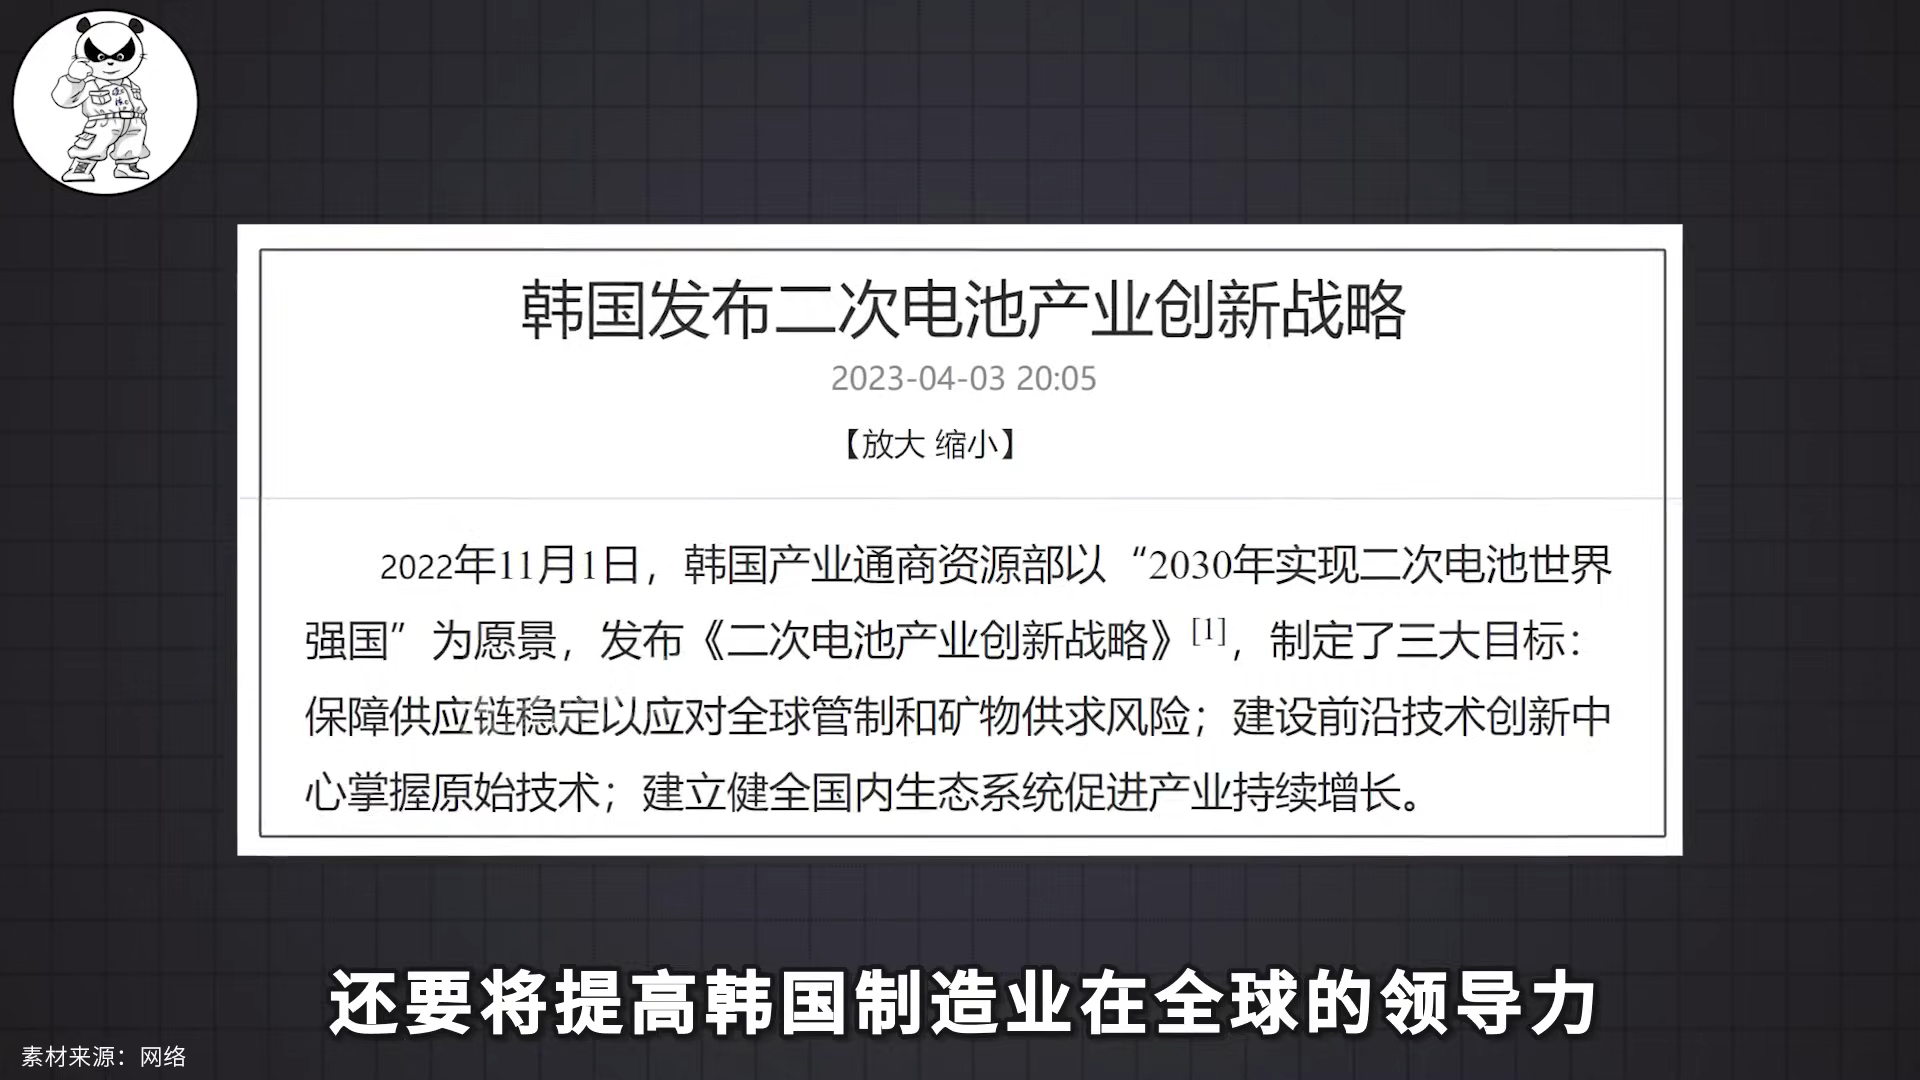 韩国发布二次电池产业创新战略
2023-04-03 20:05
【放大 缩小】
2022年11月1日，韩国产业通商资源部以“2030年实现二次电池世界
强国”为愿景，发布《二次电池产业创新战略》[1]，制定了三大目标：
保障供应链稳定以应对全球管制和矿物供求风险；建设前沿技术创新中
心掌握原始技术；建立健全国内生态系统促进产业持续增长。
还要将提高韩国制造业在全球的领导力
素材来源：网络